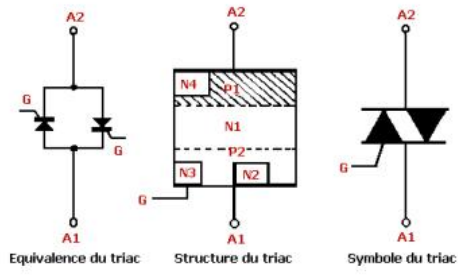 A2
G
G
A1
Equivalence du triac
A2
N4
P1
N1
P2
N3
N2
G
A1
Structure du triac
A2
G
A1
Symbole du triac